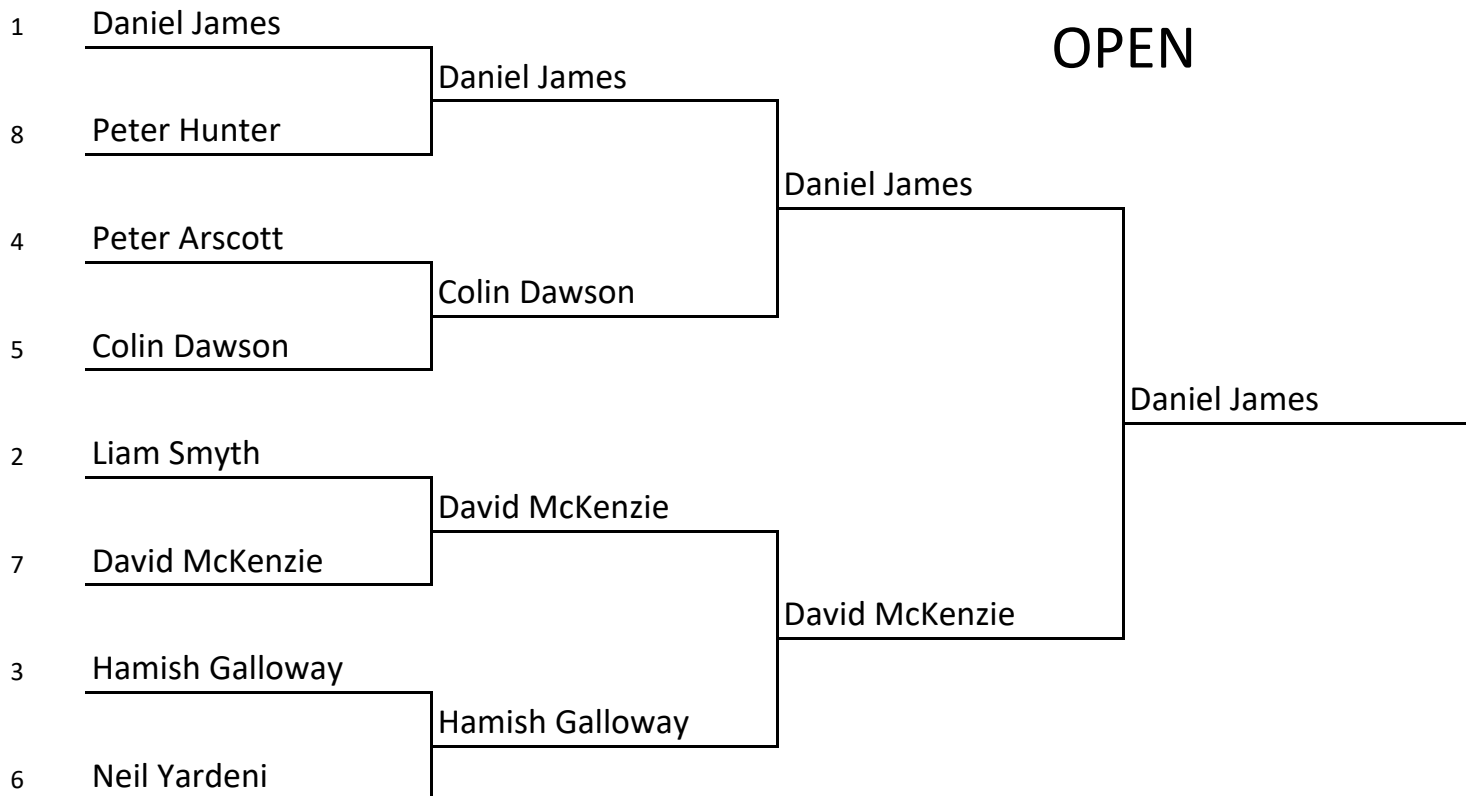 1 Daniel James
OPEN
Daniel James
8 Peter Hunter
Daniel James
4 Peter Arscott
Colin Dawson
5 Colin Dawson
Daniel James
2 Liam Smyth
David McKenzie
7 David McKenzie
David McKenzie
3 Hamish Galloway
Hamish Galloway
6 Neil Yardeni